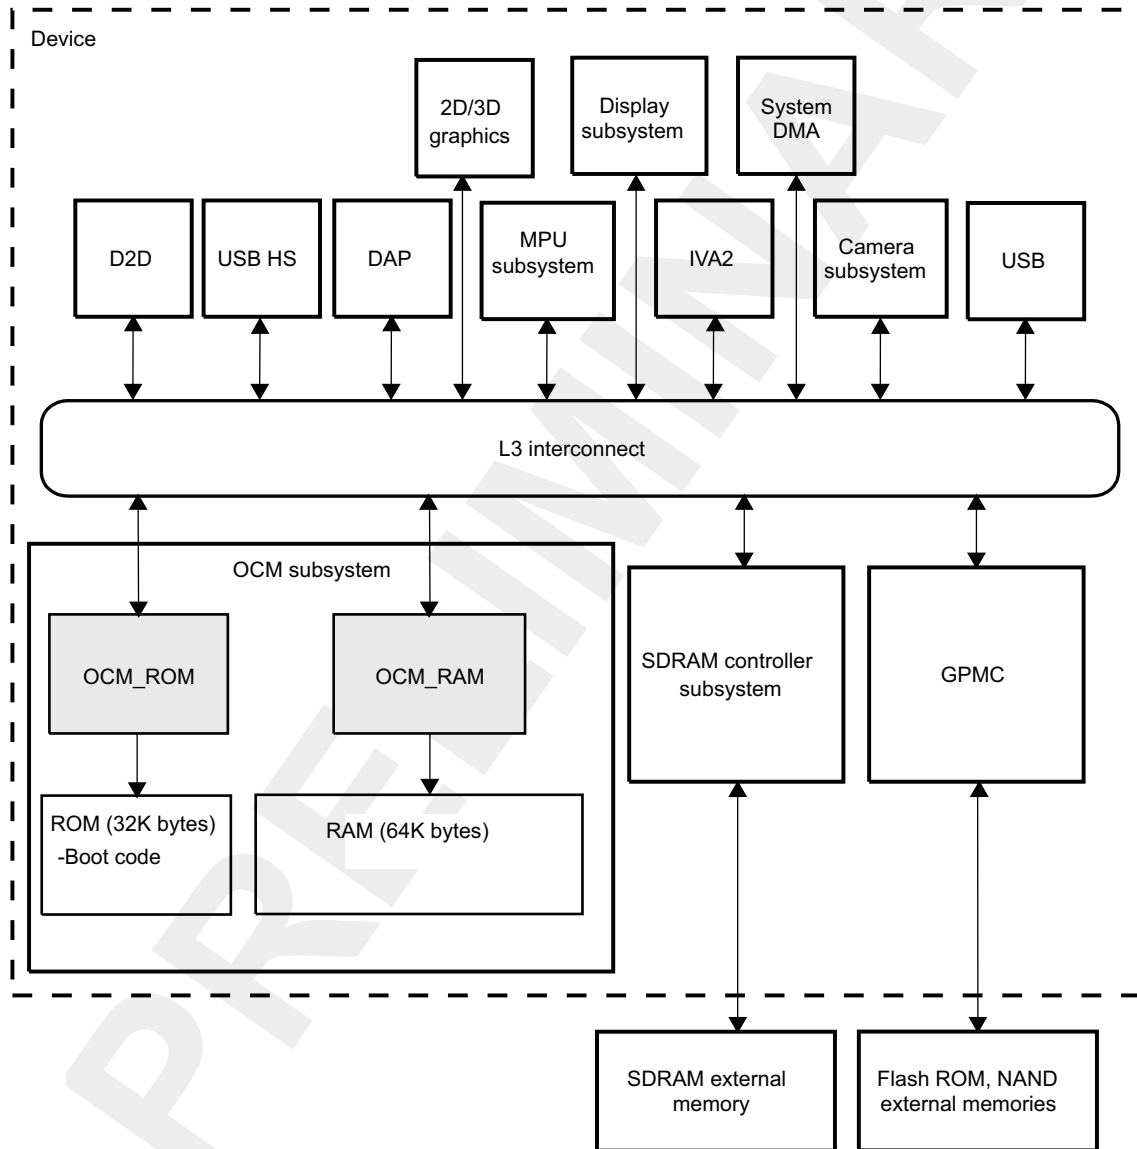 Device
2D/3D
graphics
Display
subsystem
System
DMA
D2D
USB HS
DAP
MPU
subsystem
IVA2
Camera
subsystem
USB
L3 interconnect
OCM subsystem
OCM_ROM
OCM_RAM
SDRAM controller
subsystem
GPMC
ROM (32K bytes)
-Boot code
RAM (64K bytes)
SDRAM external
memory
Flash ROM, NAND
external memories
PRELIMINAR